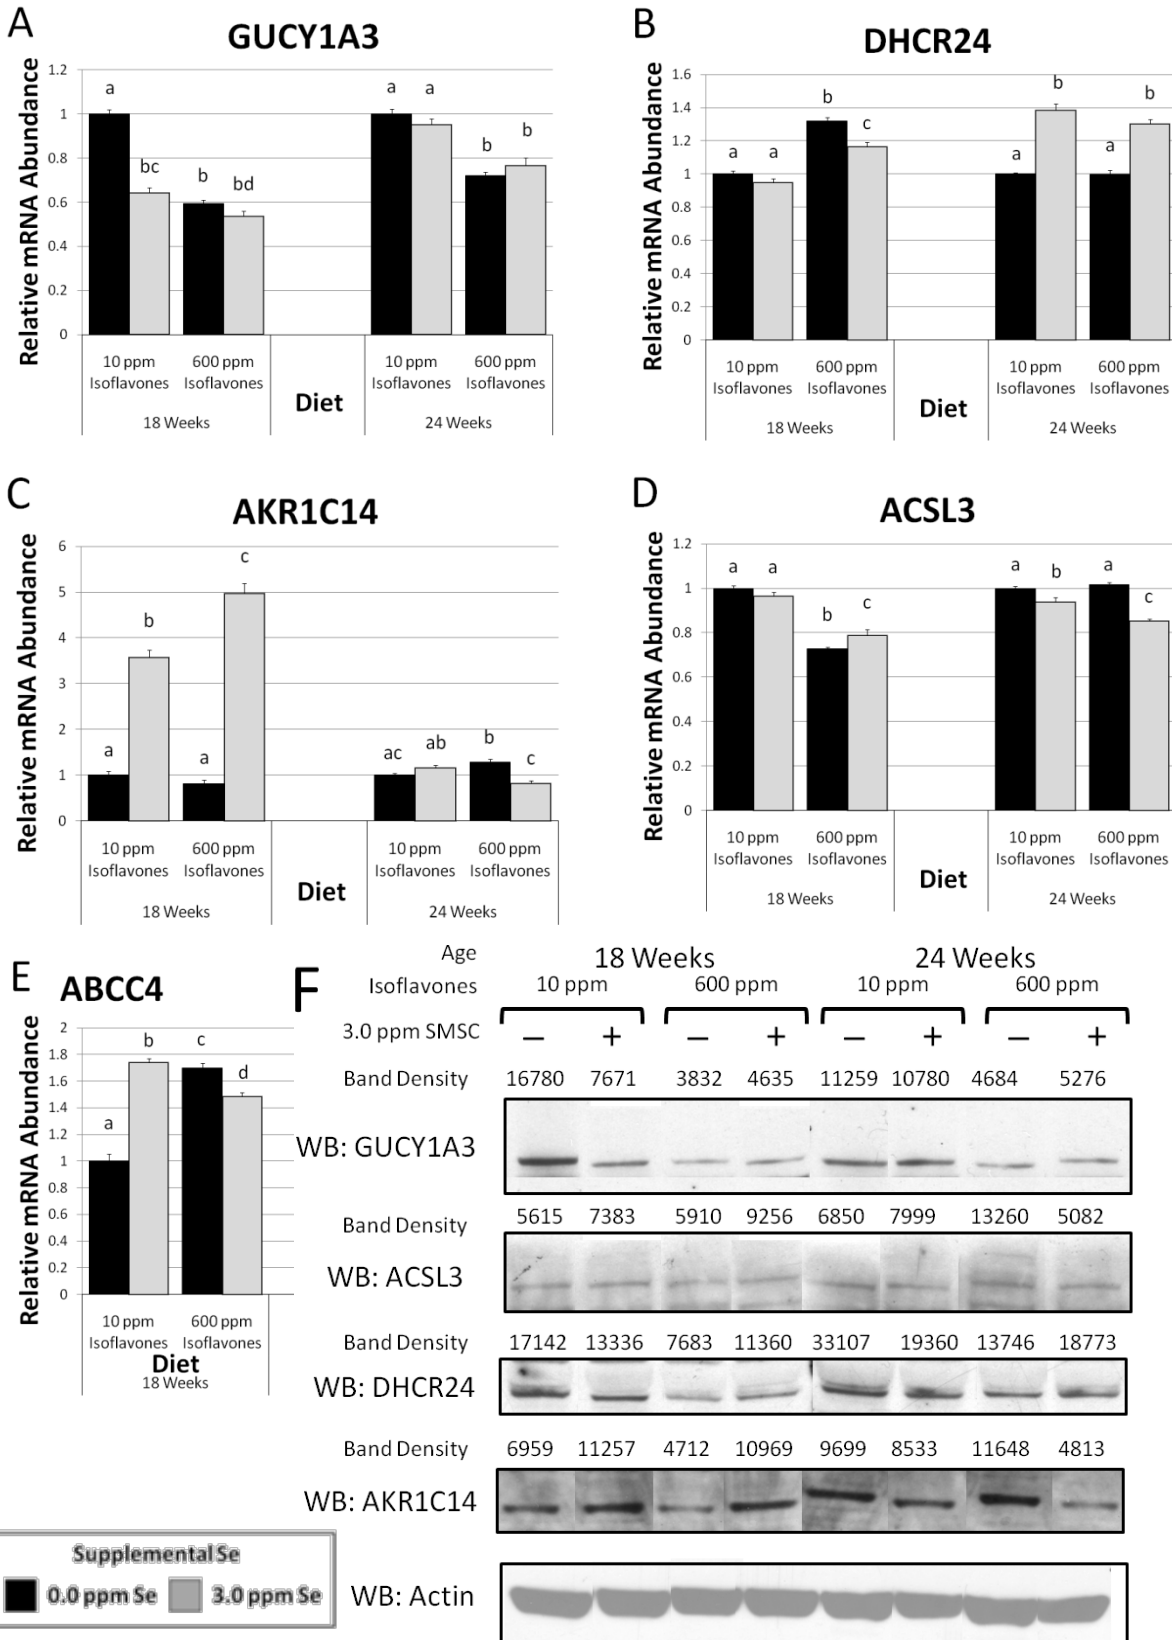 A
GUCY1A3
Relative mRNA Abundance
1.2
1
0.8
0.6
0.4
0.2
0
a
bc
b
bd
a
a
b
b
10 ppm Isoflavones
600 ppm Isoflavones
10 ppm Isoflavones
600 ppm Isoflavones
Diet
18 Weeks
24 Weeks
B
DHCR24
Relative mRNA Abundance
1.6
1.4
1.2
1
0.8
0.6
0.4
0.2
0
a
a
b
c
a
b
a
b
10 ppm Isoflavones
600 ppm Isoflavones
10 ppm Isoflavones
600 ppm Isoflavones
Diet
18 Weeks
24 Weeks
C
AKR1C14
Relative mRNA Abundance
6
5
4
3
2
1
0
a
b
a
c
ac
ab
b
c
10 ppm Isoflavones
600 ppm Isoflavones
10 ppm Isoflavones
600 ppm Isoflavones
Diet
18 Weeks
24 Weeks
D
ACSL3
Relative mRNA Abundance
1.2
1
0.8
0.6
0.4
0.2
0
a
a
b
c
a
b
a
c
10 ppm Isoflavones
600 ppm Isoflavones
10 ppm Isoflavones
600 ppm Isoflavones
Diet
18 Weeks
24 Weeks
E
ABCC4
Relative mRNA Abundance
2
1.8
1.6
1.4
1.2
1
0.8
0.6
0.4
0.2
0
a
b
c
d
10 ppm Isoflavones
600 ppm Isoflavones
Diet
18 Weeks
Supplemental Se
0.0 ppm Se 3.0 ppm Se
F
Age 18 Weeks 24 Weeks
Isoflavones 10 ppm 600 ppm 10 ppm 600 ppm
3.0 ppm SMSC − + − + − + − +
Band Density 16780 7671 3832 4635 11259 10780 4684 5276
WB: GUCY1A3
Band Density 5615 7383 5910 9256 6850 7999 13260 5082
WB: ACSL3
Band Density 17142 13336 7683 11360 33107 19360 13746 18773
WB: DHCR24
Band Density 6959 11257 4712 10969 9699 8533 11648 4813
WB: AKR1C14
WB: Actin